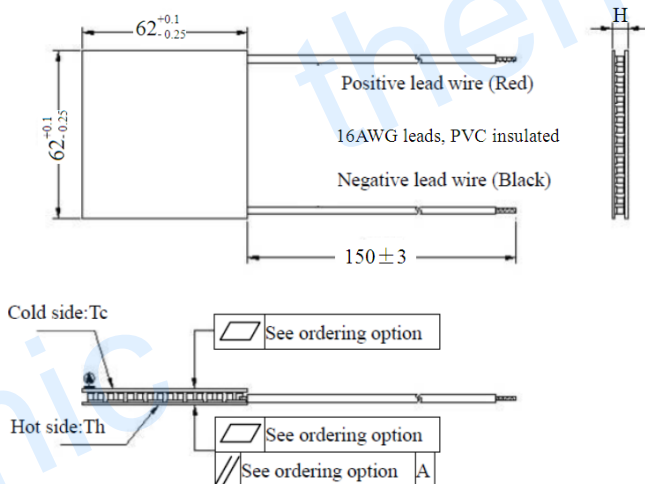 62 +0.1 -0.25
H
Positive lead wire (Red)
62 +0.1 -0.25
16AWG leads, PVC insulated
Negative lead wire (Black)
150±3
Cold side:Tc
See ordering option
A
Hot side:Th
See ordering option
See ordering option A